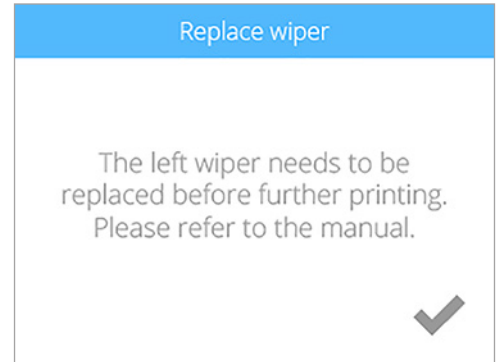 Replace wiper
The left wiper needs to be
replaced before further printing.
Please refer to the manual.